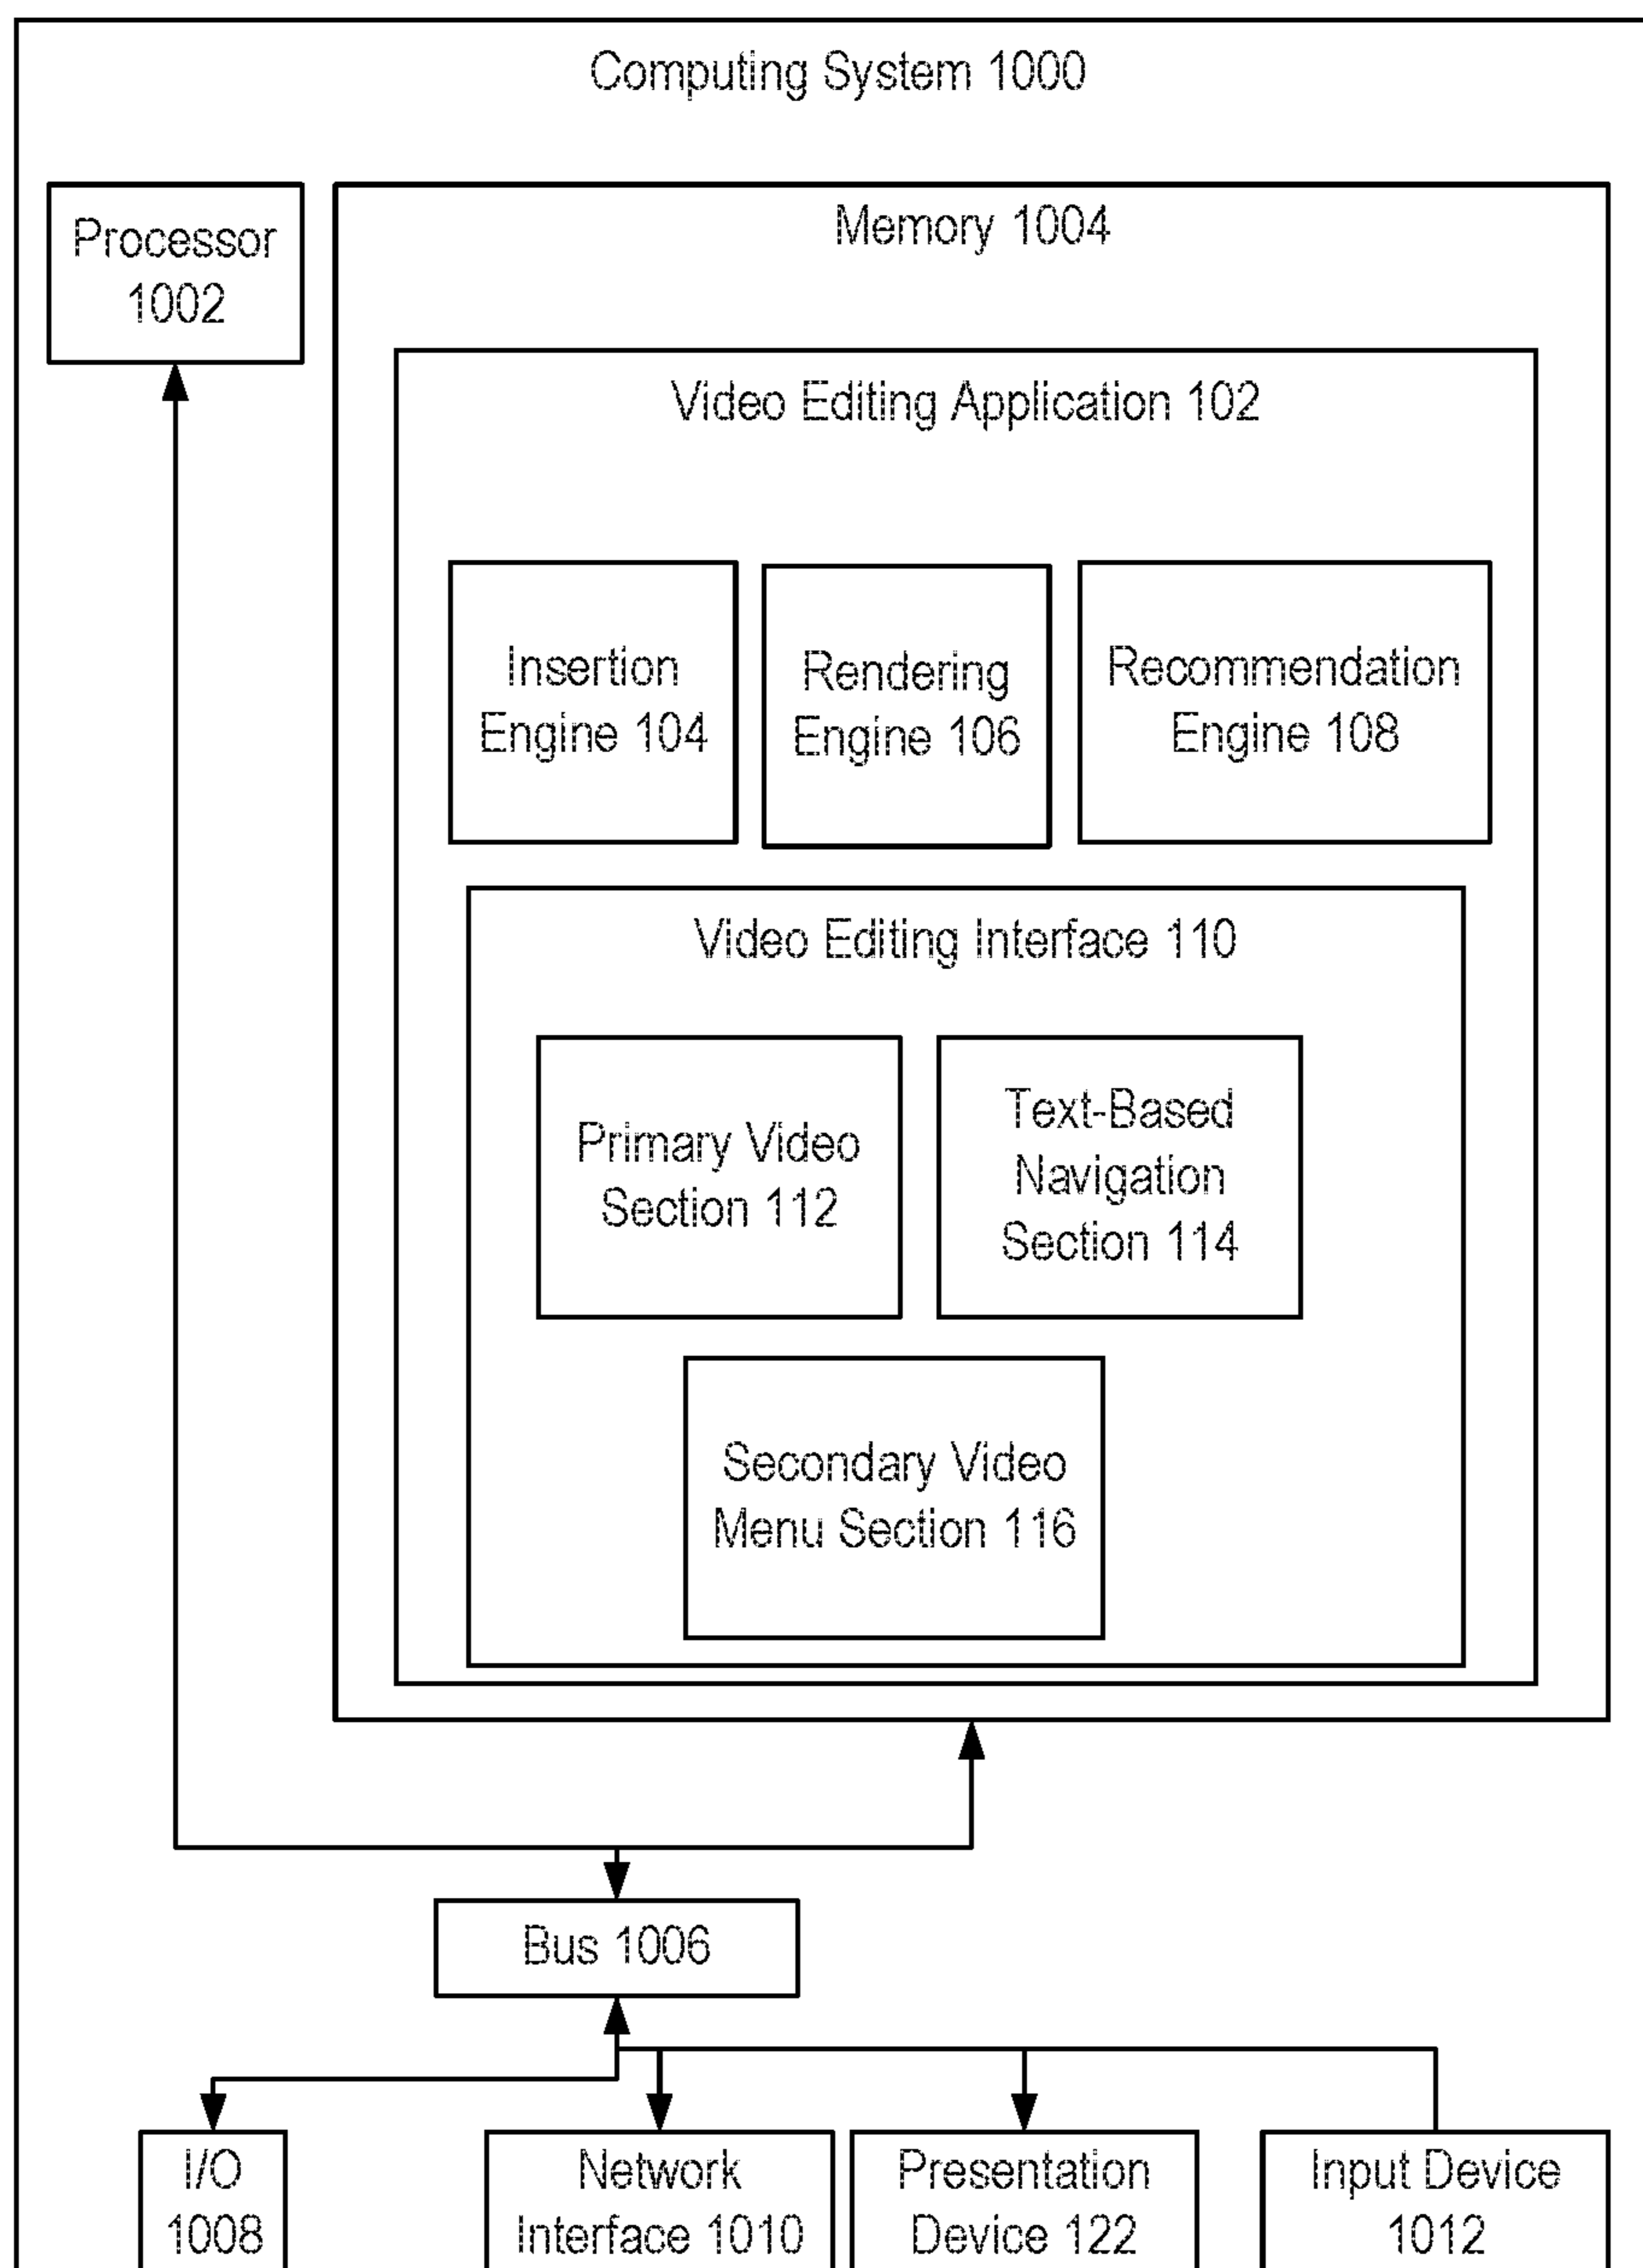 Computing System 1000
Processor
1002
Memory 1004
Video Editing Application 102
Insertion
Engine 104
Rendering
Engine 106
Recommendation
Engine 108
Video Editing Interface 110
Primary Video
Section 112
Text-Based
Navigation
Section 114
Secondary Video
Menu Section 116
Bus 1006
I/O
1008
Network
Interface 1010
Presentation
Device 122
Input Device
1012